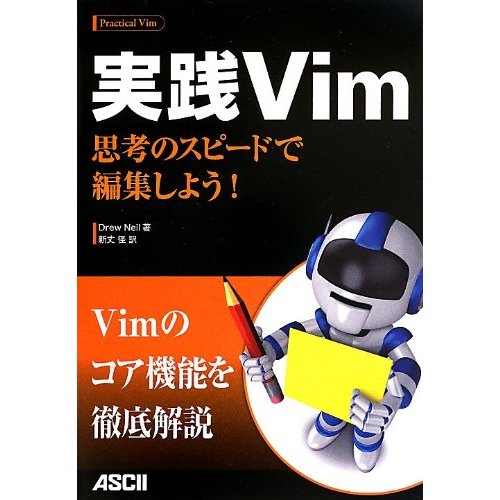 Practical Vim
実践Vim
思考のスピードで
編集しよう!
Drew Neil 著
新丈 径 訳
Vimの
コア機能を
徹底解説
ASCII